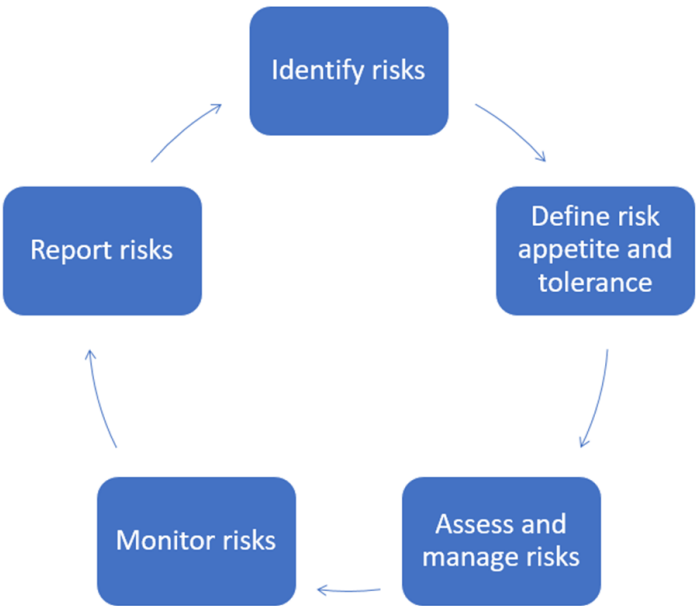 Identify risks
Define risk
appetite and
tolerance
Assess and
manage risks
Monitor risks
Report risks